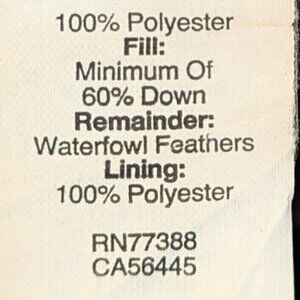 100% Polyester
Fill:
Minimum Of
60% Down
Remainder:
Waterfowl Feathers
Lining:
100% Polyester
RN77388
CA56445